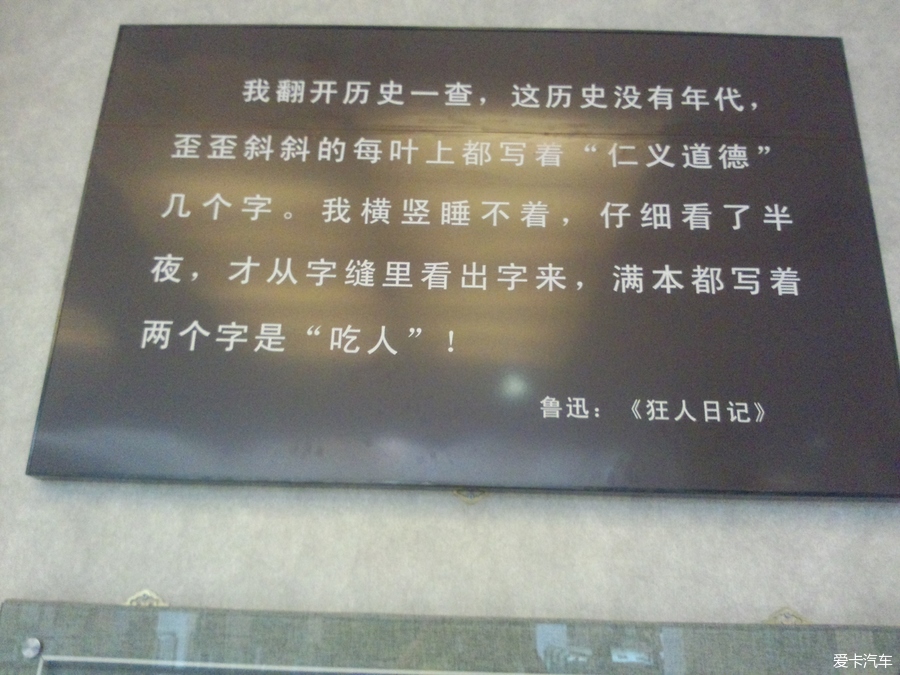 我翻开历史一查，这历史没有年代，
歪歪斜斜的每叶上都写着“仁义道德”
几个字。我横竖睡不着，仔细看了半
夜，才从字缝里看出字来，满本都写着
两个字是“吃人”！
鲁迅：《狂人日记》
爱卡汽车